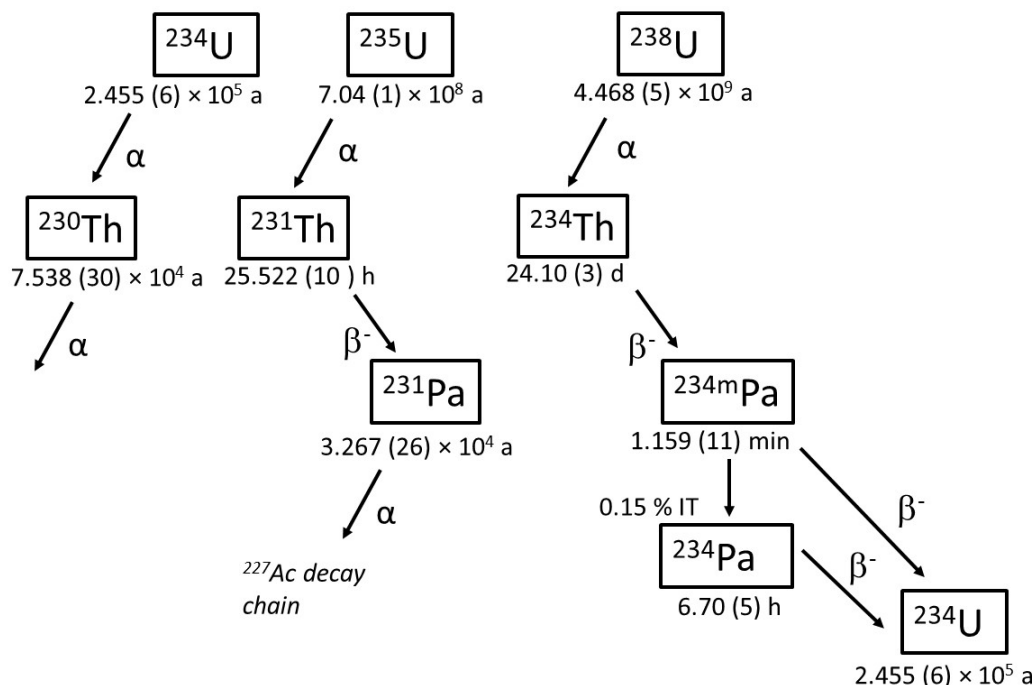 ²³⁴U ²³⁵U ²³⁸U
2.455 (6) × 10⁵ a 7.04 (1) × 10⁸ a 4.468 (5) × 10⁹ a
α α α
²³⁰Th ²³¹Th ²³⁴Th
7.538 (30) × 10⁴ a 25.522 (10 ) h 24.10 (3) d
α β⁻ β⁻
²³¹Pa ²³⁴ᵐPa
3.267 (26) × 10⁴ a 1.159 (11) min
α 0.15 % IT β⁻
²³⁴Pa β⁻
²²⁷Ac decay
chain
6.70 (5) h ²³⁴U
2.455 (6) × 10⁵ a